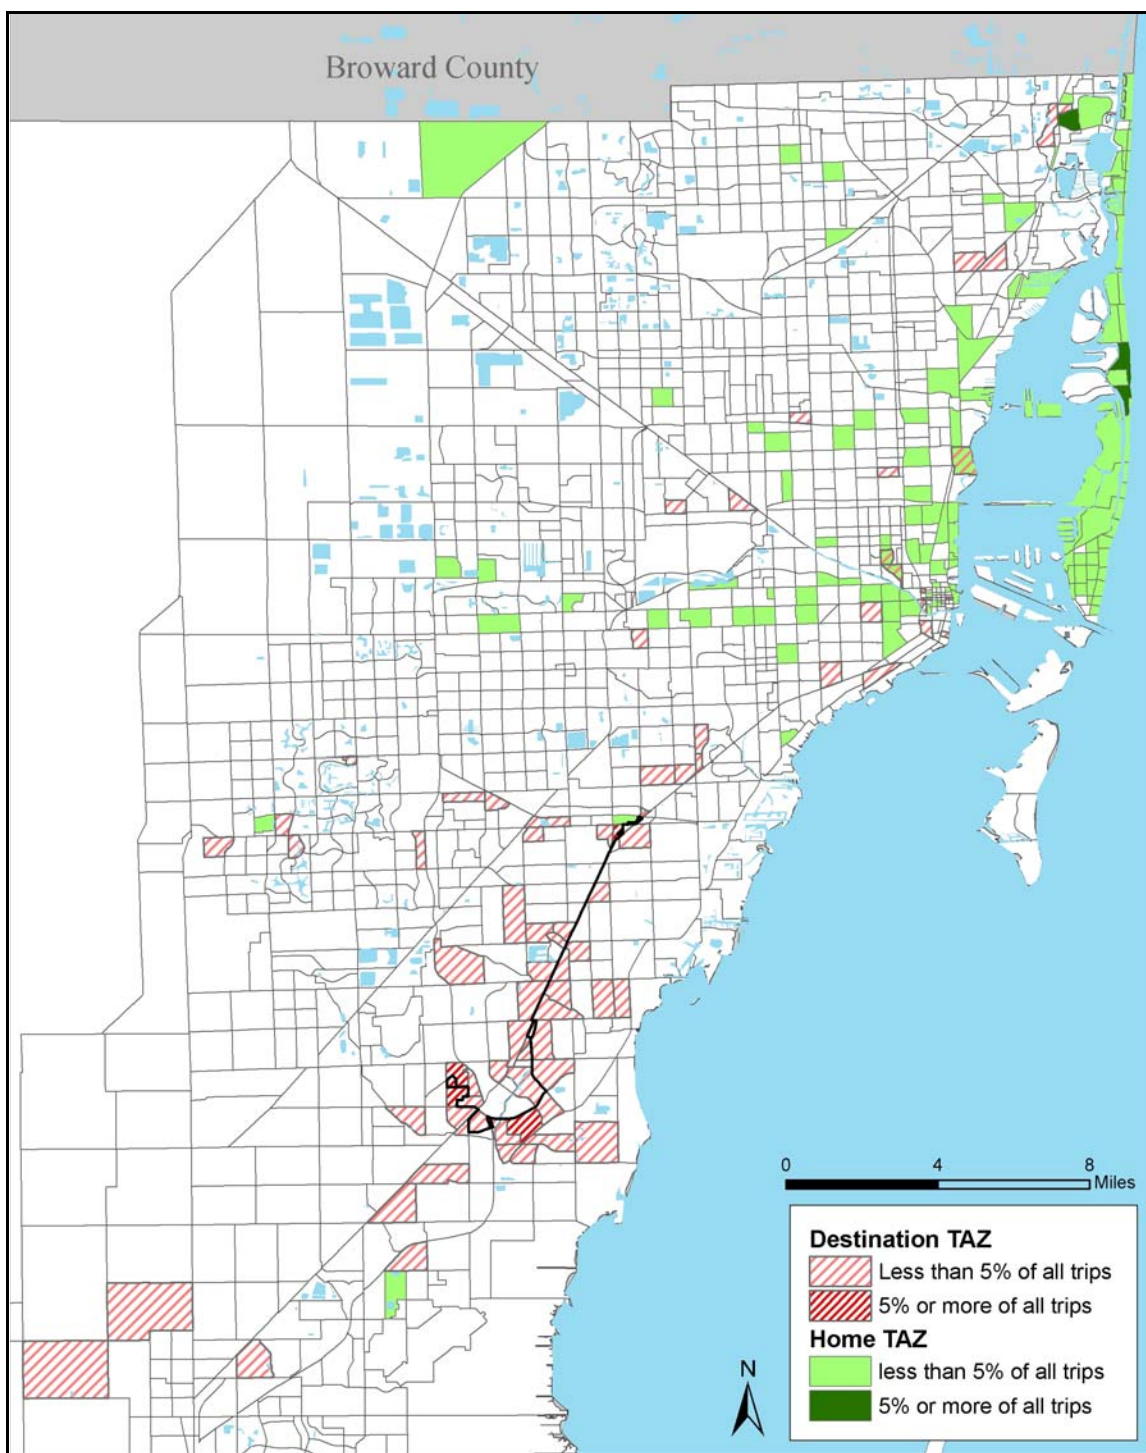 Broward County
0 4 8
Miles
Destination TAZ
Less than 5% of all trips
5% or more of all trips
Home TAZ
less than 5% of all trips
5% or more of all trips
N